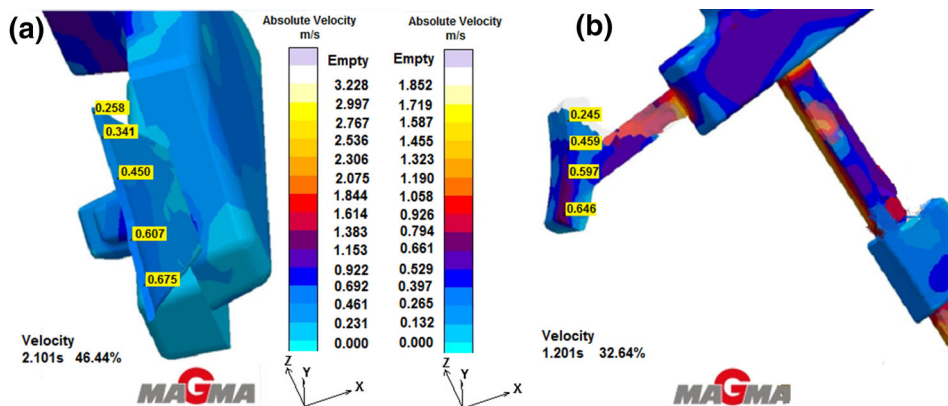 (a)
0.258
0.341
0.450
0.607
0.675
Velocity
2.101s 46.44%
MAGMA
Absolute Velocity
m/s
Empty
3.228
2.997
2.767
2.536
2.306
2.075
1.844
1.614
1.383
1.153
0.922
0.692
0.461
0.231
0.000
Z
Y
X
Absolute Velocity
m/s
Empty
1.852
1.719
1.587
1.455
1.323
1.190
1.058
0.926
0.794
0.661
0.529
0.397
0.265
0.132
0.000
Z
Y
X
(b)
0.245
0.459
0.597
0.646
Velocity
1.201s 32.64%
MAGMA